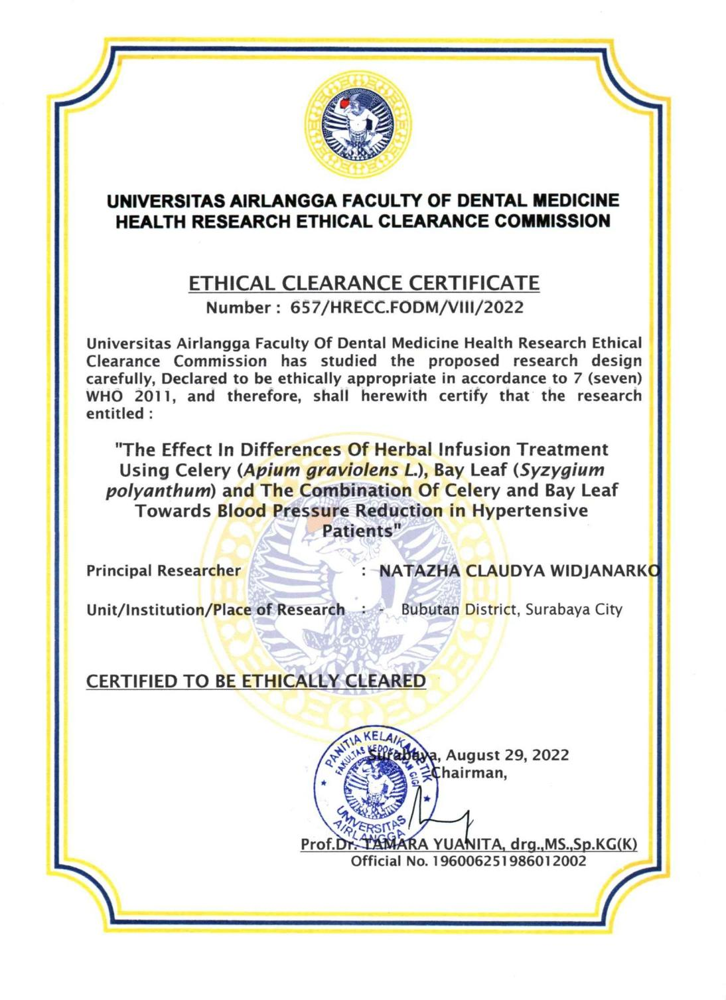 UNIVERSITAS AIRLANGGA FACULTY OF DENTAL MEDICINE
HEALTH RESEARCH ETHICAL CLEARANCE COMMISSION
ETHICAL CLEARANCE CERTIFICATE
Number : 657/HRECC.FODM/VIII/2022
Universitas Airlangga Faculty Of Dental Medicine Health Research Ethical
Clearance Commission has studied the proposed research design
carefully, Declared to be ethically appropriate in accordance to 7 (seven)
WHO 2011, and therefore, shall herewith certify that the research
entitled :
"The Effect In Differences Of Herbal Infusion Treatment
Using Celery (Apium graviolens L.), Bay Leaf (Syzygium
polyanthum) and The Combination Of Celery and Bay Leaf
Towards Blood Pressure Reduction in Hypertensive
Patients"
Principal Researcher : NATAZHA CLAUDYA WIDJANARKO
Unit/Institution/Place of Research : - Bubutan District, Surabaya City
CERTIFIED TO BE ETHICALLY CLEARED
PANITIA KELAIKAN ETIK
FAKULTAS KEDOKTERAN GIGI
UNIVERSITAS
AIRLANGGA
Surabaya, August 29, 2022
Chairman,
Prof.Dr. TAMARA YUANITA, drg.,MS.,Sp.KG(K)
Official No. 196006251986012002